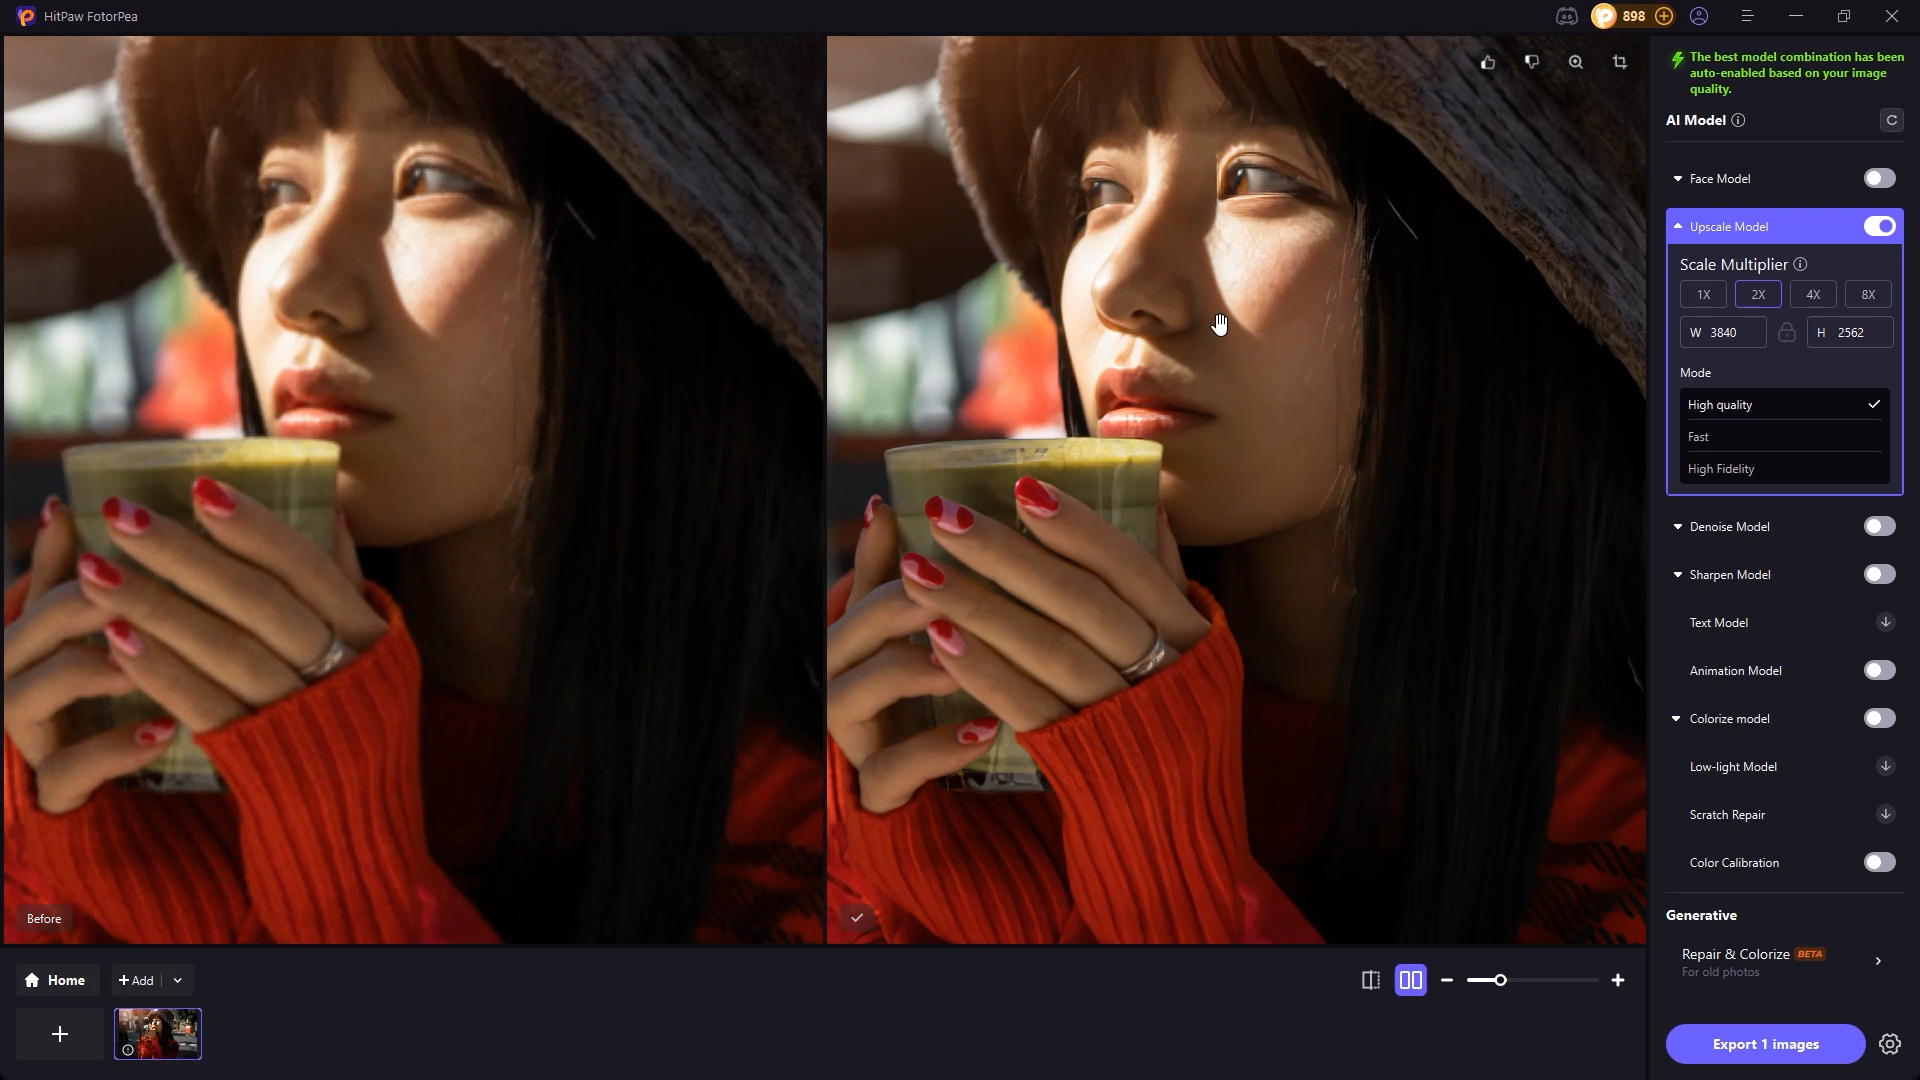 HitPaw FotorPea
898
The best model combination has been
auto-enabled based on your image
quality.
AI Model
Face Model
Upscale Model
Scale Multiplier
1X 2X 4X 8X
W 3840 H 2562
Mode
High quality
Fast
High Fidelity
Denoise Model
Sharpen Model
Text Model
Animation Model
Colorize model
Low-light Model
Scratch Repair
Color Calibration
Generative
Repair & Colorize BETA
For old photos
Export 1 images
Before
Home
Add